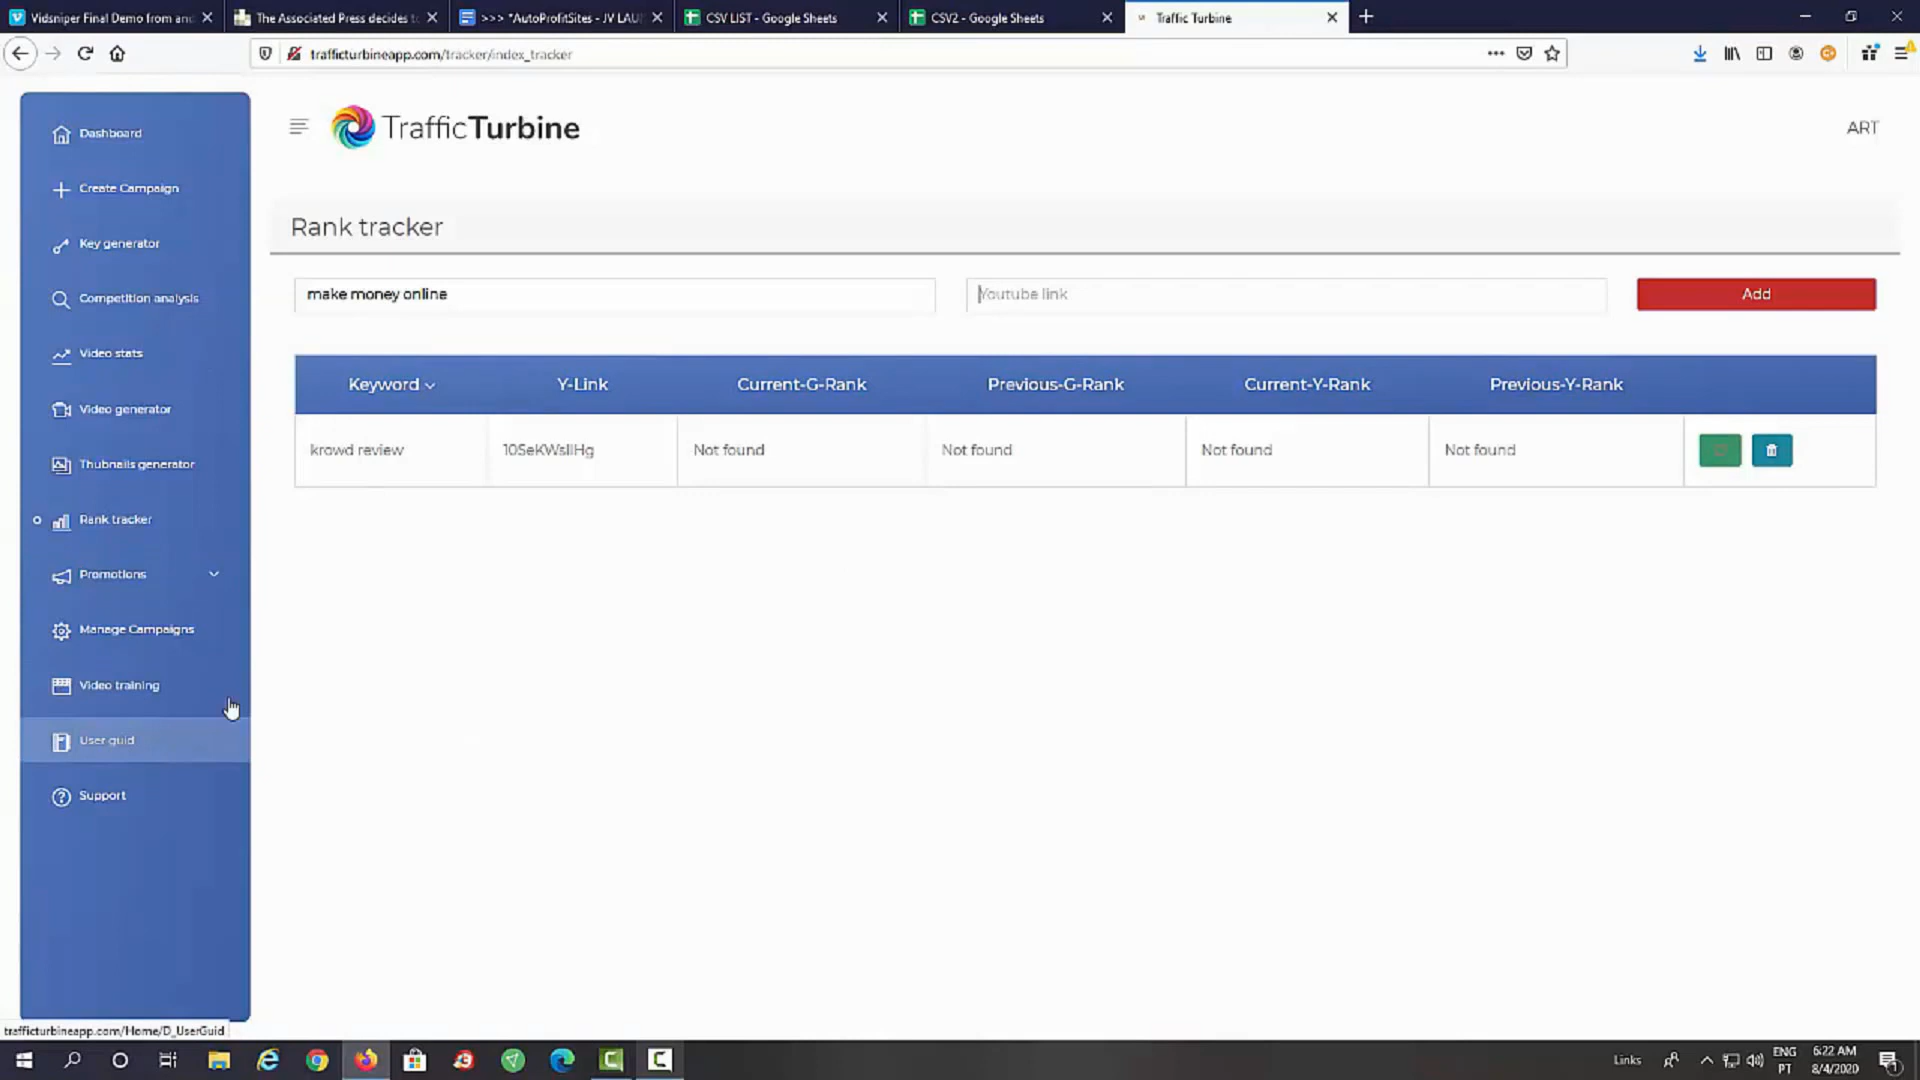 Vidsniper Final Demo from and
The Associated Press decides to
>>> *AutoProfitSites - JV LAU
CSV LIST - Google Sheets
CSV2 - Google Sheets
Traffic Turbine
trafficturbineapp.com/tracker/index_tracker
Dashboard
Create Campaign
Key generator
Competition analysis
Video stats
Video generator
Thubnails generator
Rank tracker
Promotions
Manage Campaigns
Video training
User guid
Support
TrafficTurbine
ART
Rank tracker
make money online
Youtube link
Add
Keyword Y-Link Current-G-Rank Previous-G-Rank Current-Y-Rank Previous-Y-Rank
krowd review Not found Not found Not found Not found
trafficturbineapp.com/Home/D_UserGuid
Links
ENG
PT
6:22 AM
8/4/2020
1